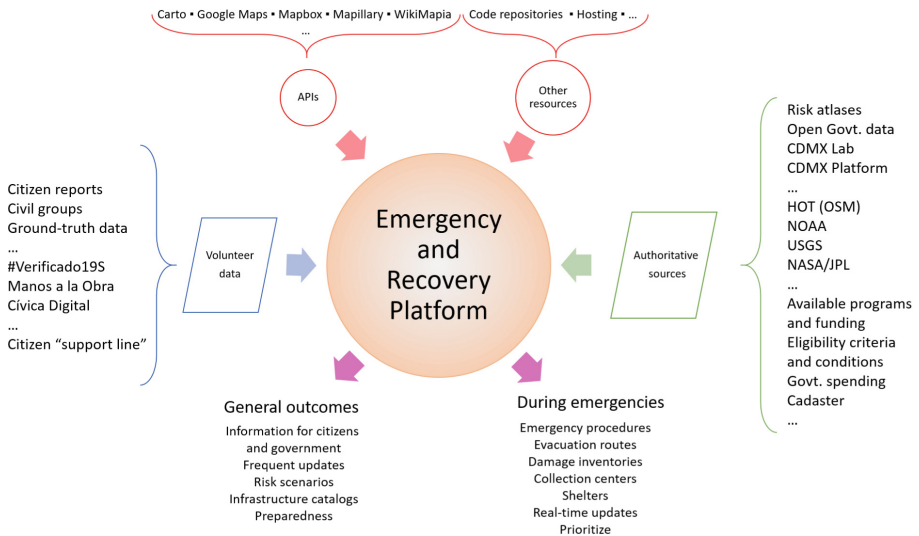 Carto ▪ Google Maps ▪ Mapbox ▪ Mapillary ▪ WikiMapia
…
Code repositories ▪ Hosting ▪ …
APIs
Other
resources
Citizen reports
Civil groups
Ground-truth data
…
#Verificado19S
Manos a la Obra
Cívica Digital
…
Citizen “support line”
Volunteer
data
Emergency
and
Recovery
Platform
Authoritative
sources
Risk atlases
Open Govt. data
CDMX Lab
CDMX Platform
…
HOT (OSM)
NOAA
USGS
NASA/JPL
…
Available programs
and funding
Eligibility criteria
and conditions
Govt. spending
Cadaster
…
General outcomes
Information for citizens
and government
Frequent updates
Risk scenarios
Infrastructure catalogs
Preparedness
During emergencies
Emergency procedures
Evacuation routes
Damage inventories
Collection centers
Shelters
Real-time updates
Prioritize